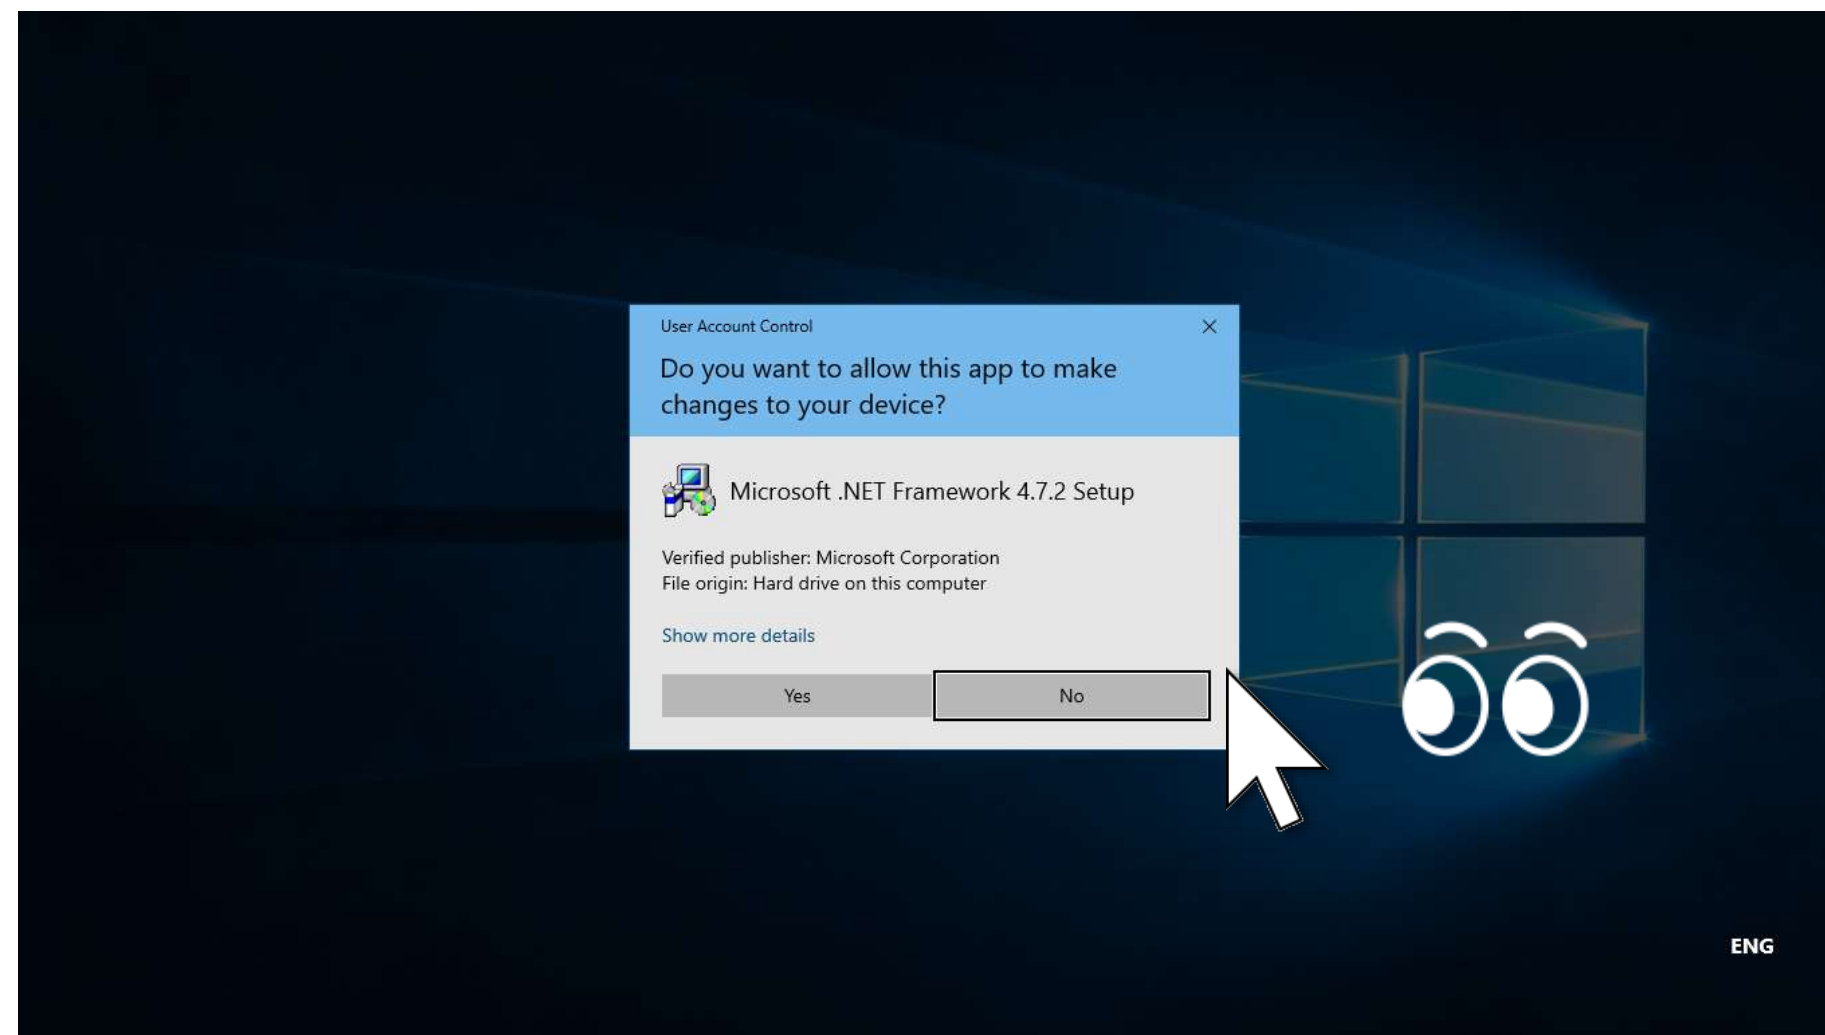 User Account Control
Do you want to allow this app to make
changes to your device?
Microsoft .NET Framework 4.7.2 Setup
Verified publisher: Microsoft Corporation
File origin: Hard drive on this computer
Show more details
Yes No
ENG